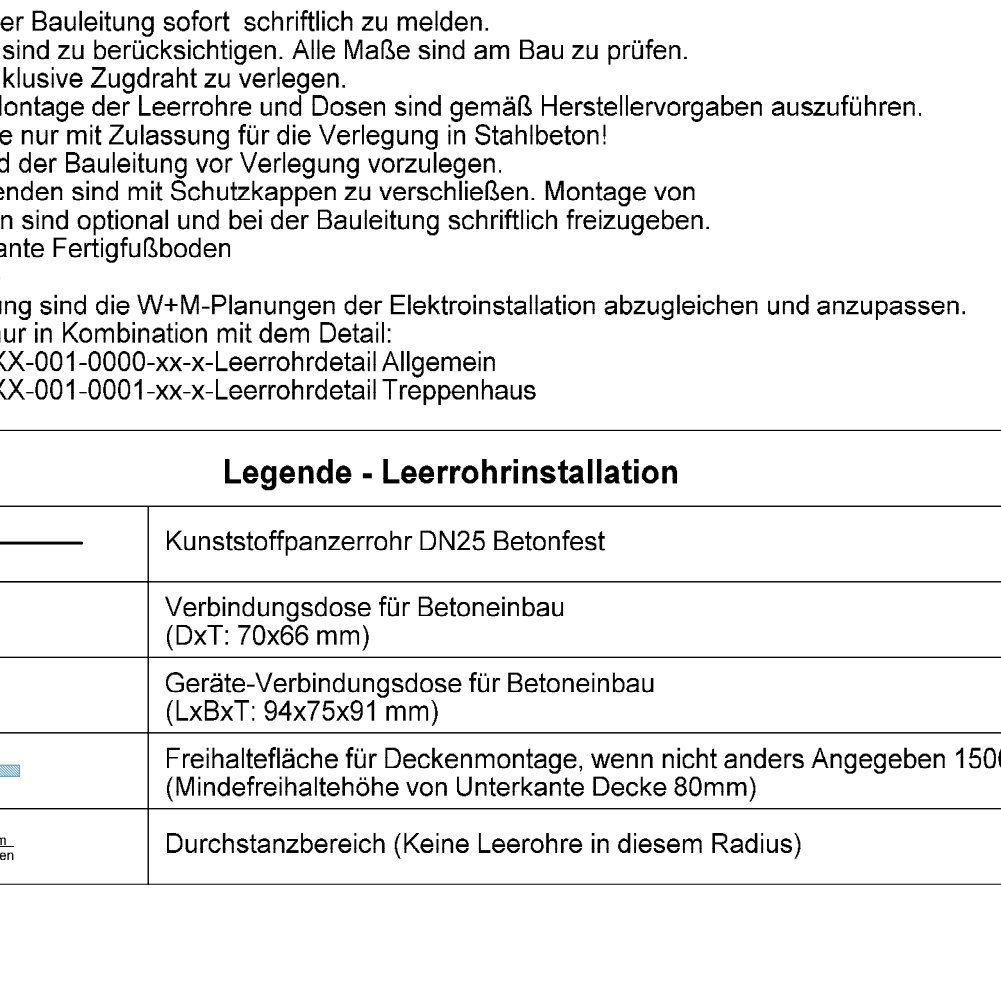 er Bauleitung sofort  schriftlich zu melden.
sind zu berücksichtigen. Alle Maße sind am Bau zu prüfen.
klusive Zugdraht zu verlegen.
Montage der Leerrohre und Dosen sind gemäß Herstellervorgaben auszuführen.
e nur mit Zulassung für die Verlegung in Stahlbeton!
d der Bauleitung vor Verlegung vorzulegen.
enden sind mit Schutzkappen zu verschließen. Montage von
n sind optional und bei der Bauleitung schriftlich freizugeben.
ante Fertigfußboden
ung sind die W+M-Planungen der Elektroinstallation abzugleichen und anzupassen.
nur in Kombination mit dem Detail:
XX-001-0000-xx-x-Leerrohrdetail Allgemein
XX-001-0001-xx-x-Leerrohrdetail Treppenhaus
Legende - Leerrohrinstallation
Kunststoffpanzerrohr DN25 Betonfest
Verbindungsdose für Betoneinbau
(DxT: 70x66 mm)
Geräte-Verbindungsdose für Betoneinbau
(LxBxT: 94x75x91 mm)
Freihaltefläche für Deckenmontage, wenn nicht anders Angegeben 1500
(Mindefreihaltehöhe von Unterkante Decke 80mm)
m
en
Durchstanzbereich (Keine Leerohre in diesem Radius)